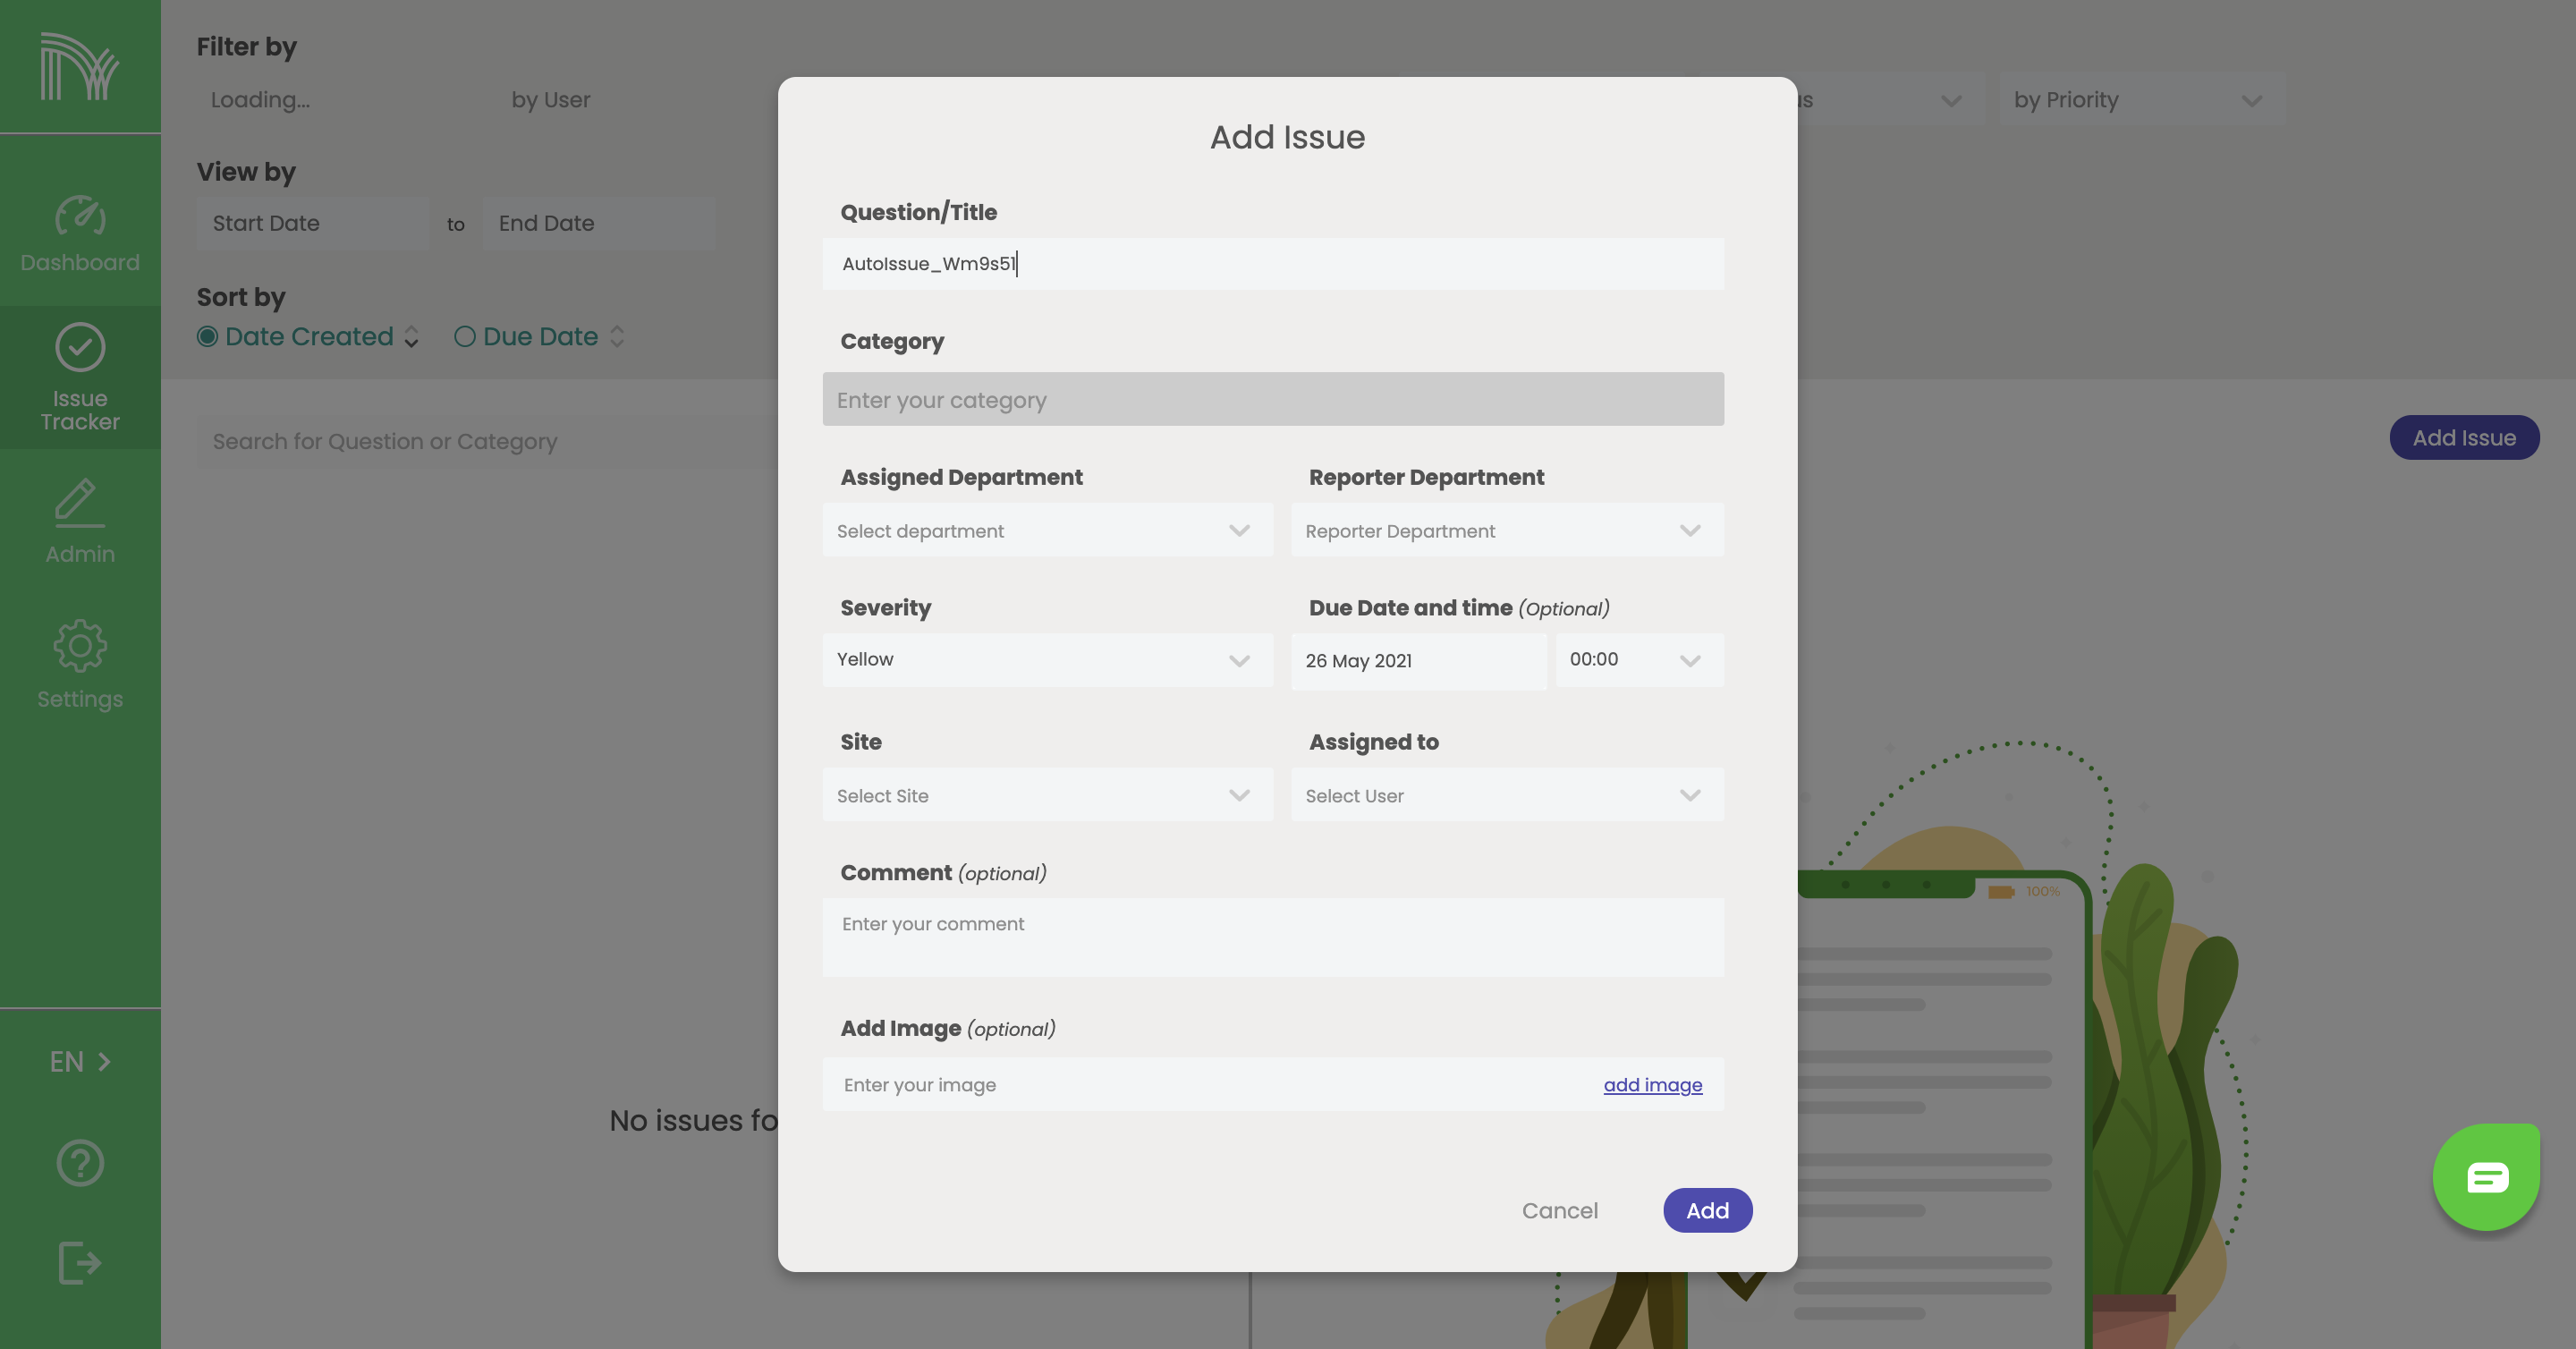 Filter by
Loading...
by User
us
by Priority
View by
Start Date
to
End Date
Sort by
Date Created
Due Date
Search for Question or Category
Add Issue
No issues fo
Dashboard
Issue
Tracker
Admin
Settings
EN
Add Issue
Question/Title
AutoIssue_Wm9s51
Category
Enter your category
Assigned Department
Reporter Department
Select department
Reporter Department
Severity
Due Date and time (Optional)
Yellow
26 May 2021
00:00
Site
Assigned to
Select Site
Select User
Comment (optional)
Enter your comment
Add Image (optional)
Enter your image
add image
Cancel
Add
100%